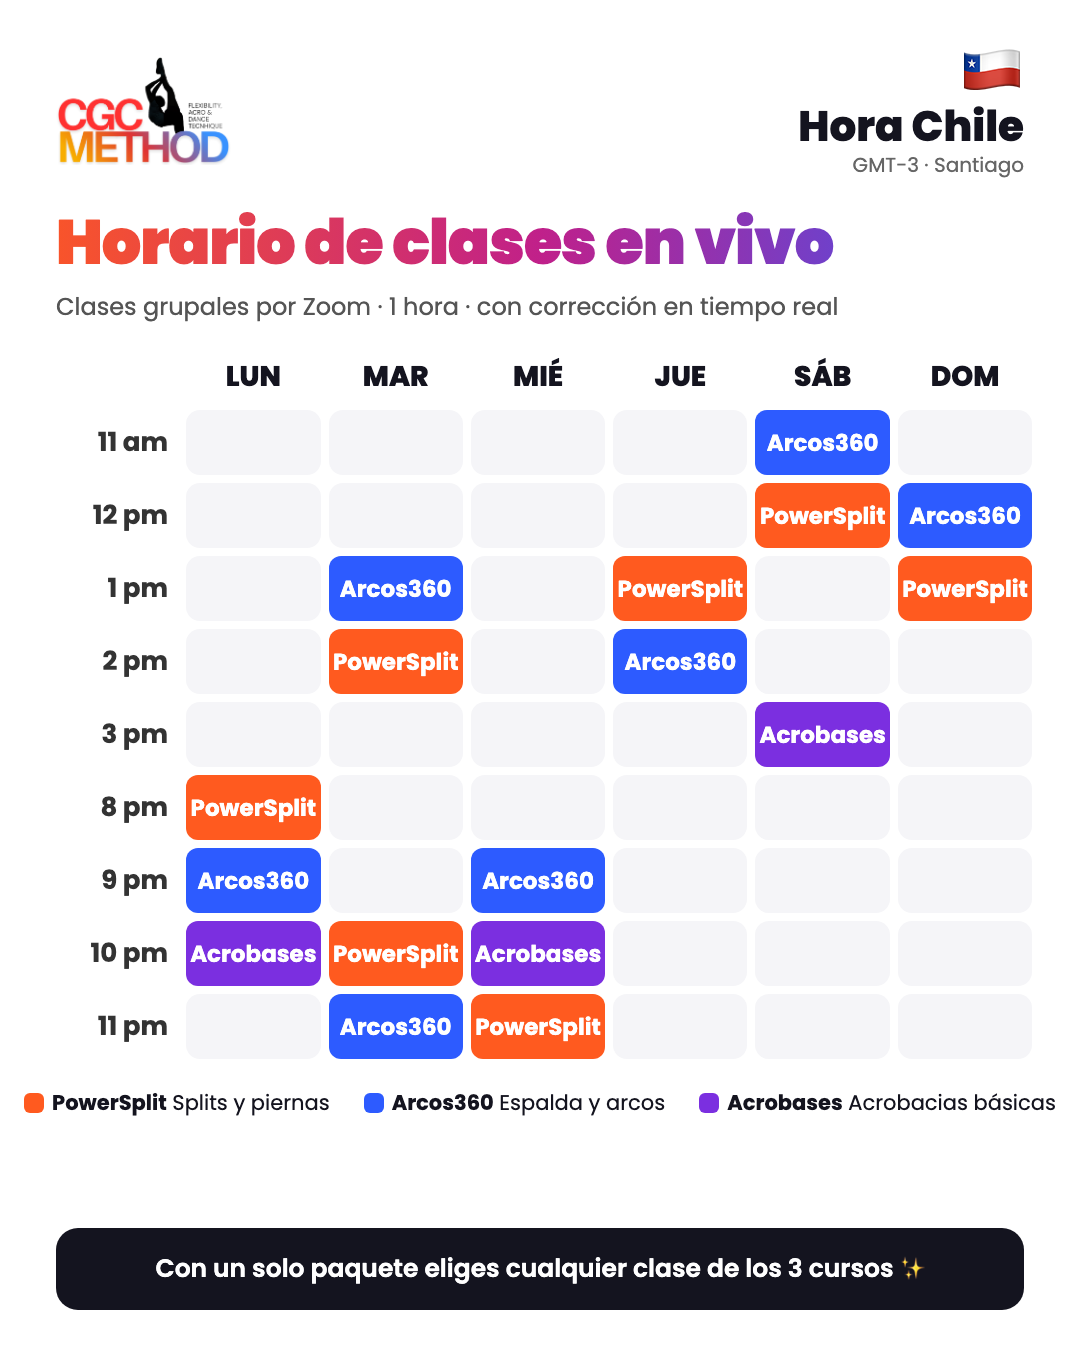 CGC
METHOD
FLEXIBILITY,
ACRO &
DANCE
TECNHIQUE
Hora Chile
GMT-3 · Santiago
Horario de clases en vivo
Clases grupales por Zoom · 1 hora · con corrección en tiempo real
LUN MAR MIÉ JUE SÁB DOM
11 am Arcos360
12 pm PowerSplit Arcos360
1 pm Arcos360 PowerSplit PowerSplit
2 pm PowerSplit Arcos360
3 pm Acrobases
8 pm PowerSplit
9 pm Arcos360 Arcos360
10 pm Acrobases PowerSplit Acrobases
11 pm Arcos360 PowerSplit
PowerSplit Splits y piernas Arcos360 Espalda y arcos Acrobases Acrobacias básicas
Con un solo paquete eliges cualquier clase de los 3 cursos ✨